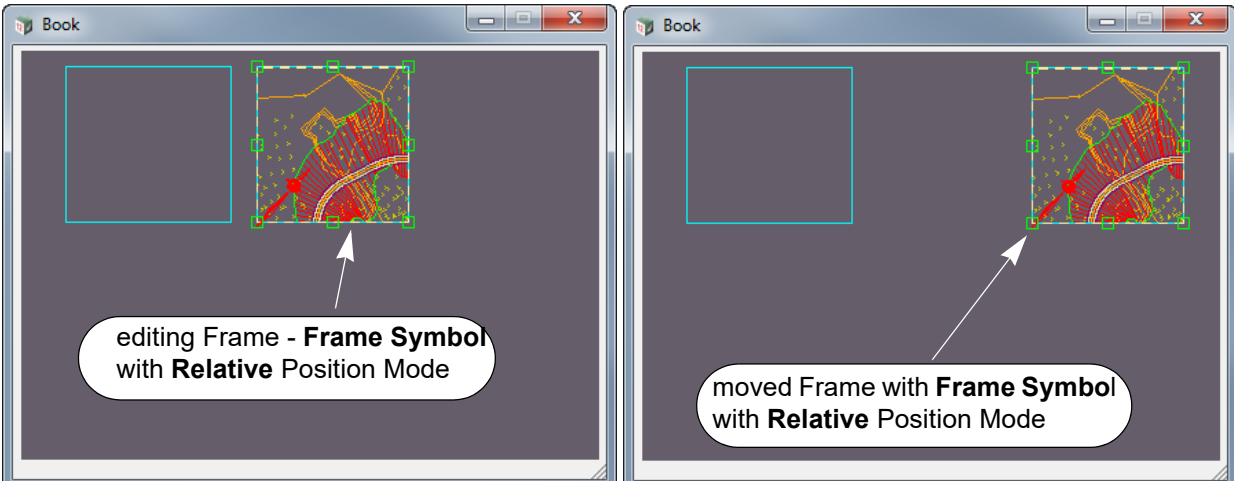 Book
editing Frame - Frame Symbol
with Relative Position Mode
Book
moved Frame with Frame Symbol
with Relative Position Mode